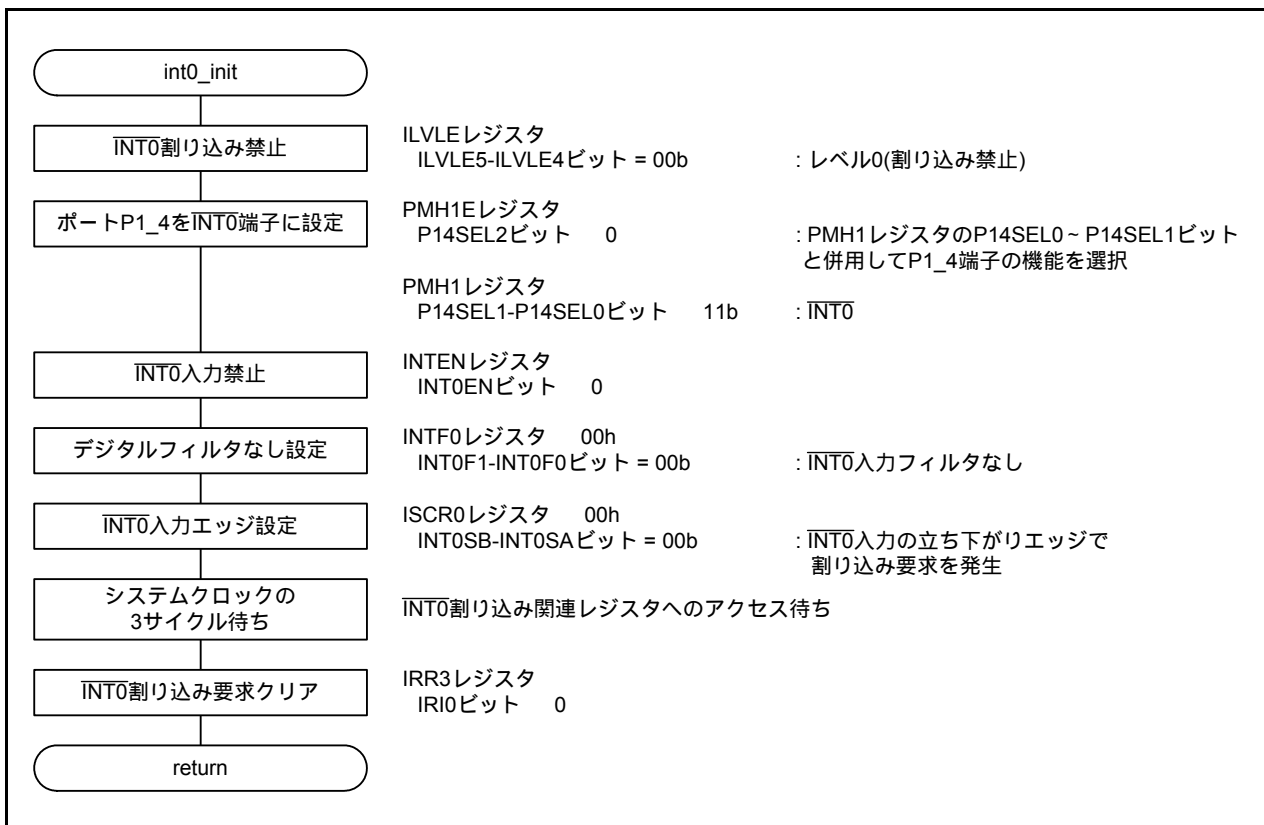 int0_init
INT0割り込み禁止
ILVLEレジスタ
ILVLE5-ILVLE4ビット = 00b : レベル0(割り込み禁止)
ポートP1_4をINT0端子に設定
PMH1Eレジスタ
P14SEL2ビット 0 : PMH1レジスタのP14SEL0~P14SEL1ビット
と併用してP1_4端子の機能を選択
PMH1レジスタ
P14SEL1-P14SEL0ビット 11b : INT0
INT0入力禁止
INTENレジスタ
INT0ENビット 0
デジタルフィルタなし設定
INTF0レジスタ 00h
INT0F1-INT0F0ビット = 00b : INT0入力フィルタなし
INT0入力エッジ設定
ISCR0レジスタ 00h
INT0SB-INT0SAビット = 00b : INT0入力の立ち下がりエッジで
割り込み要求を発生
システムクロックの
3サイクル待ち
INT0割り込み関連レジスタへのアクセス待ち
INT0割り込み要求クリア
IRR3レジスタ
IRI0ビット 0
return